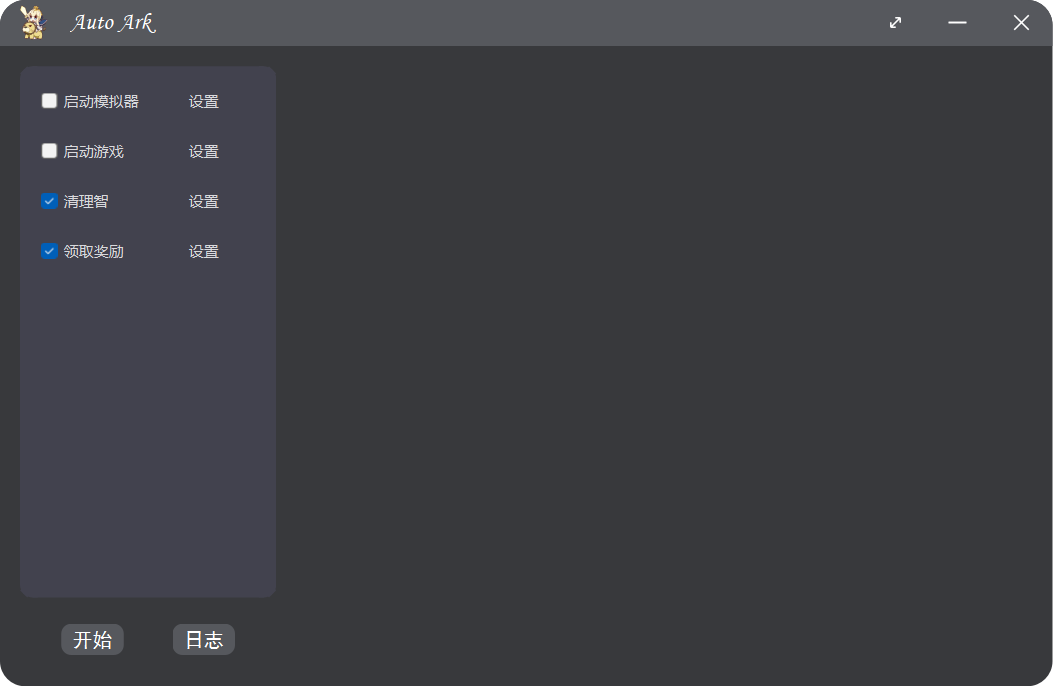 Auto Ark
启动模拟器 设置
启动游戏 设置
清理智 设置
领取奖励 设置
开始 日志